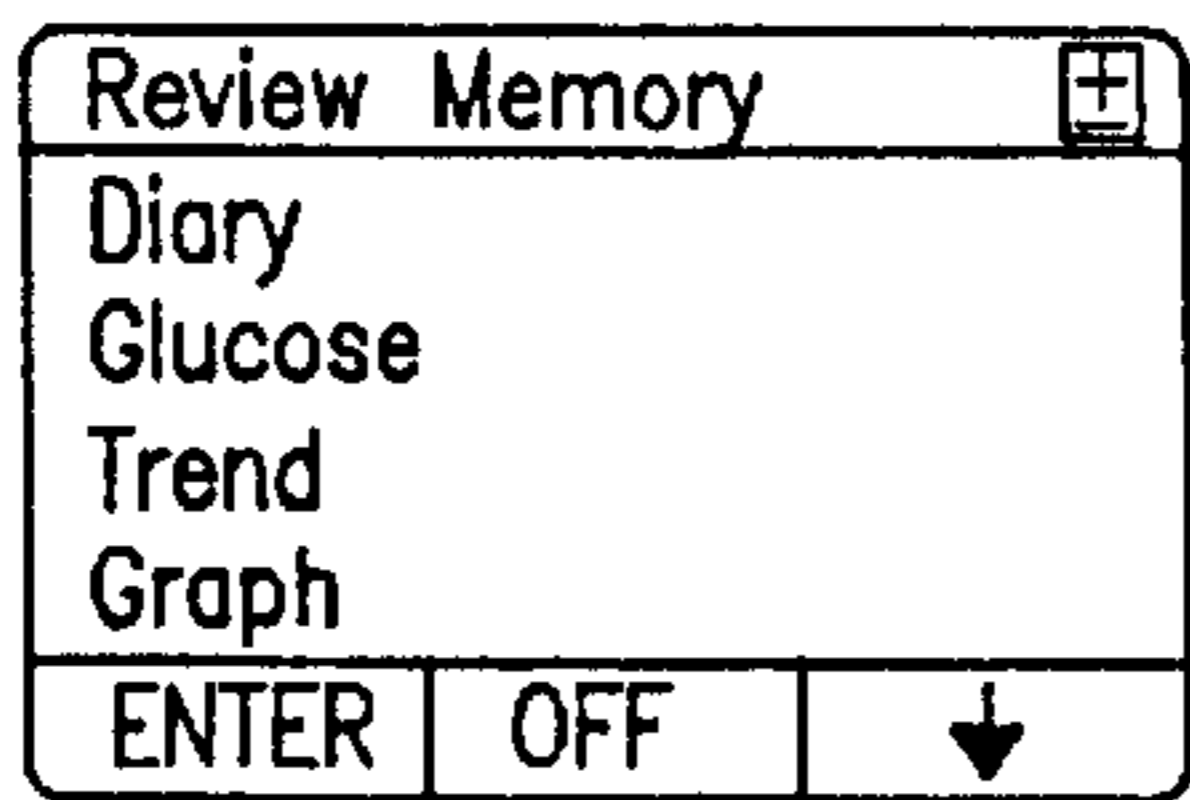 Review Memory
Diary
Glucose
Trend
Graph
ENTER OFF ↓